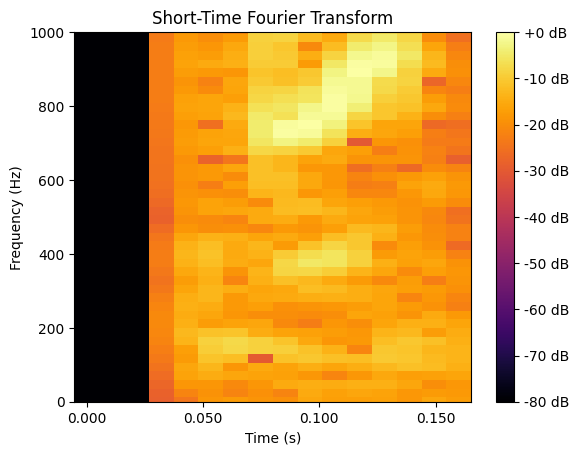 Short-Time Fourier Transform
Frequency (Hz)
1000
800
600
400
200
0
0.000
0.050
0.100
0.150
Time (s)
+0 dB
-10 dB
-20 dB
-30 dB
-40 dB
-50 dB
-60 dB
-70 dB
-80 dB